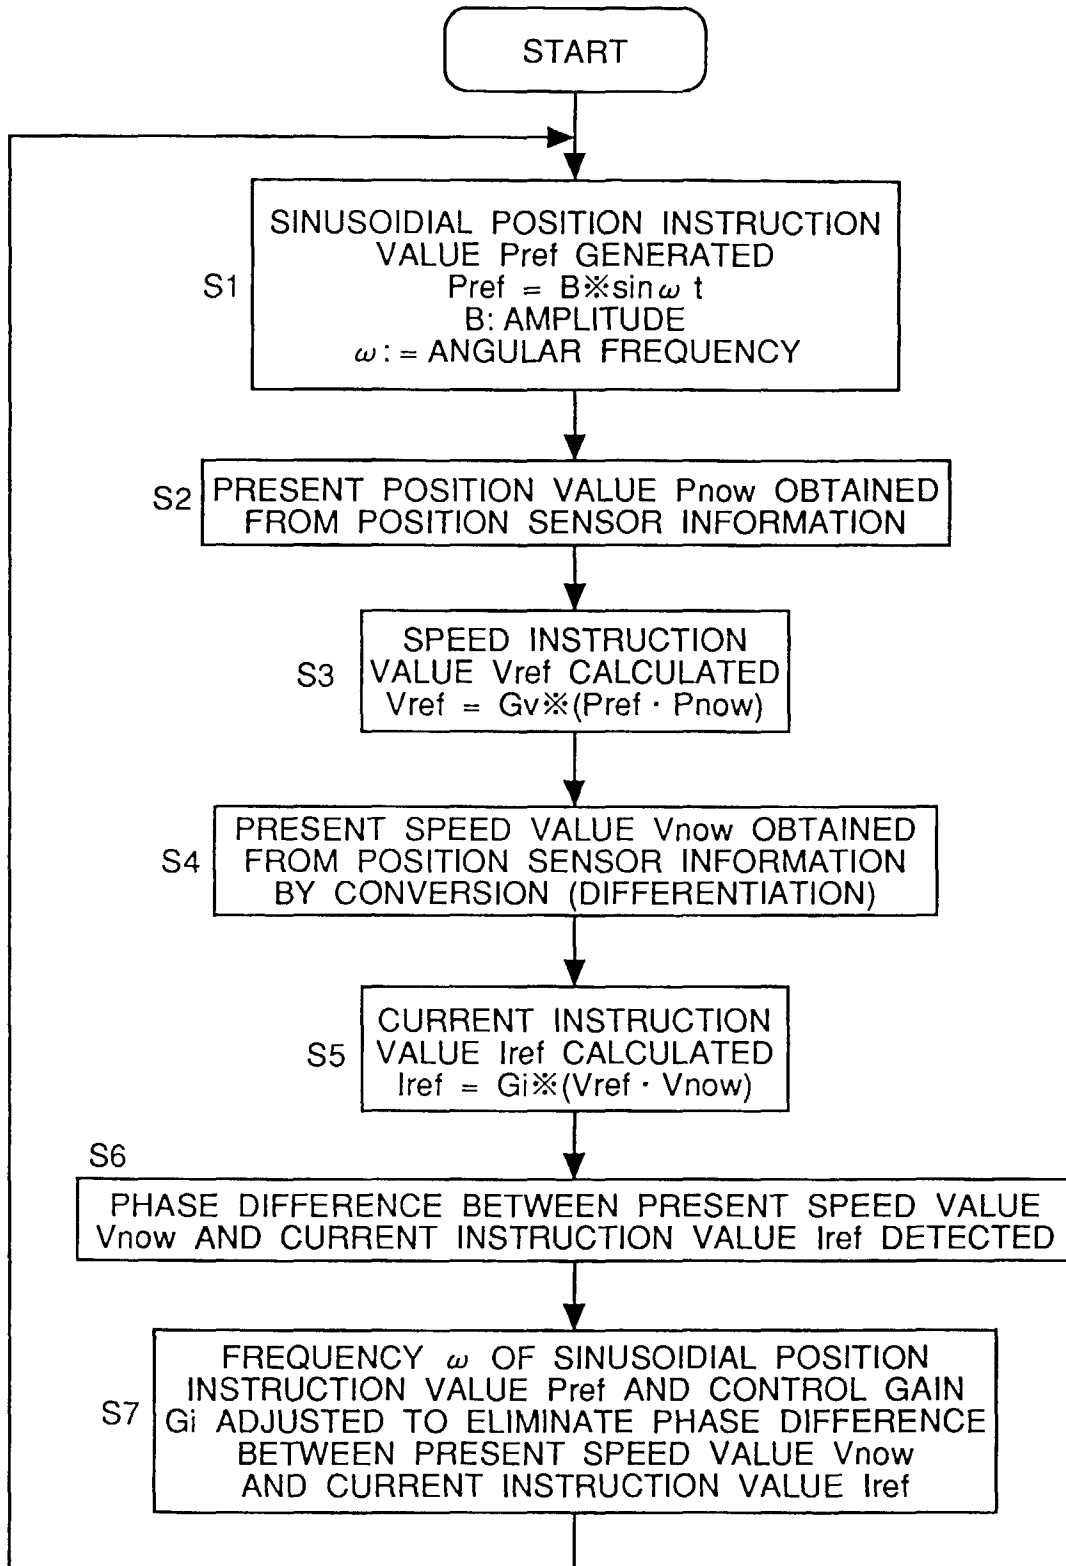 START
S1
SINUSOIDIAL POSITION INSTRUCTION
VALUE Pref GENERATED
Pref = B※sinω t
B: AMPLITUDE
ω: = ANGULAR FREQUENCY
S2
PRESENT POSITION VALUE Pnow OBTAINED
FROM POSITION SENSOR INFORMATION
S3
SPEED INSTRUCTION
VALUE Vref CALCULATED
Vref = Gv※(Pref · Pnow)
S4
PRESENT SPEED VALUE Vnow OBTAINED
FROM POSITION SENSOR INFORMATION
BY CONVERSION (DIFFERENTIATION)
S5
CURRENT INSTRUCTION
VALUE Iref CALCULATED
Iref = Gi※(Vref · Vnow)
S6
PHASE DIFFERENCE BETWEEN PRESENT SPEED VALUE
Vnow AND CURRENT INSTRUCTION VALUE Iref DETECTED
S7
FREQUENCY ω OF SINUSOIDIAL POSITION
INSTRUCTION VALUE Pref AND CONTROL GAIN
Gi ADJUSTED TO ELIMINATE PHASE DIFFERENCE
BETWEEN PRESENT SPEED VALUE Vnow
AND CURRENT INSTRUCTION VALUE Iref